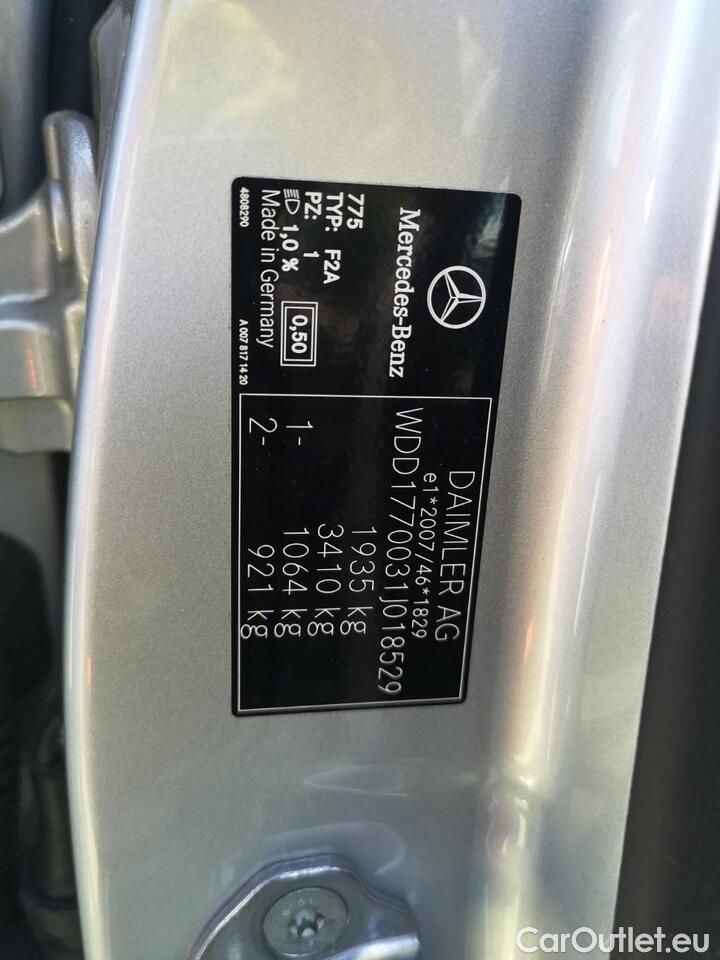 Mercedes-Benz
775
TYP: F2A
PZ: 1
1,0 %
0,50
Made in Germany
4808290
A 007 817 14 20
DAIMLER AG
e1*2007/46*1829
WDD1770031J018529
1935 kg
3410 kg
1- 1064 kg
2- 921 kg
CarOutlet.eu